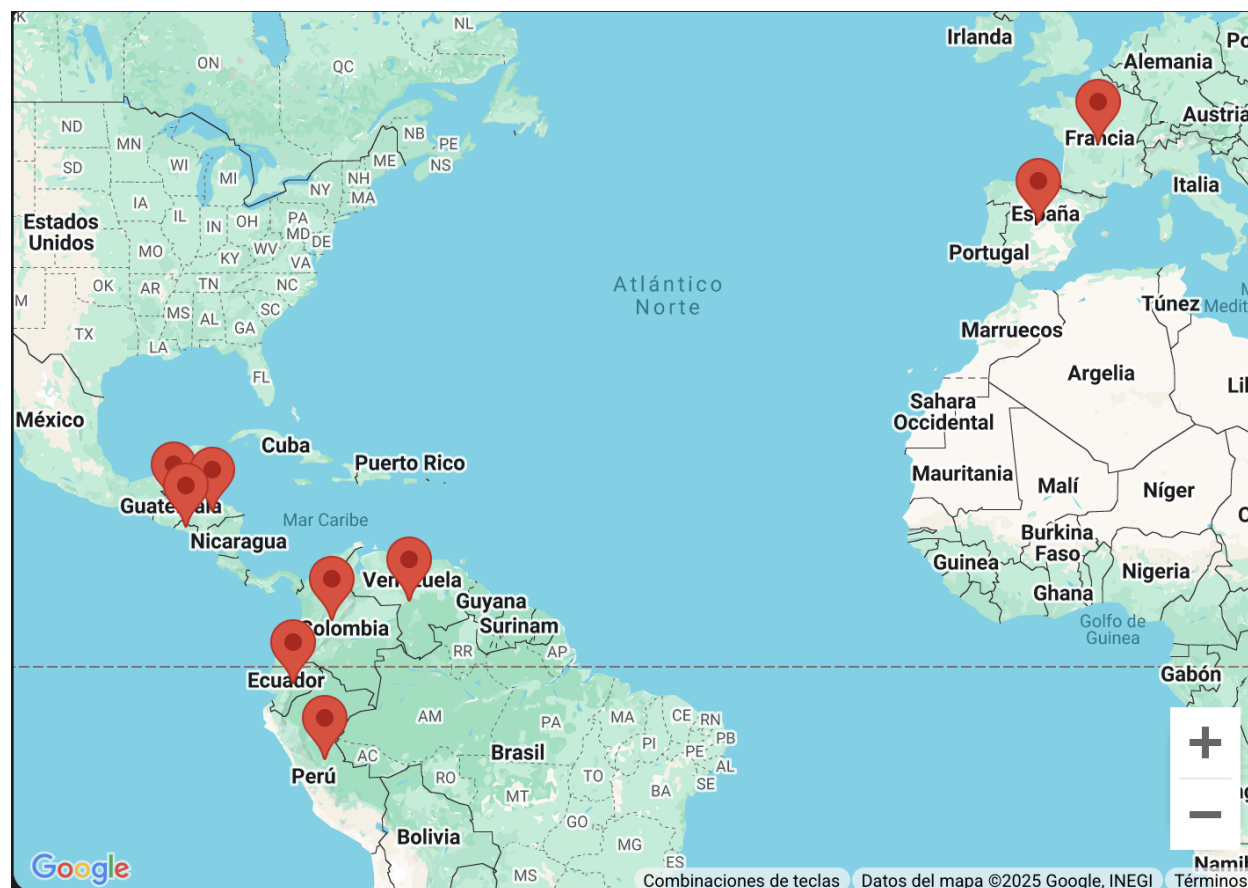 NL
Irlanda
Alemania
ON
QC
ND
MN
NB
PE
Francia
SD
WI
MI
ME
NS
NH
NY
MA
Italia
IA
IL
IN
OH
PA
MD
DE
España
Estados
Unidos
MO
KY
WV
VA
Portugal
OK
AR
TN
NC
Atlántico
Norte
Túnez
MS
AL
SC
GA
TX
LA
Marruecos
FL
Argelia
Sahara
Occidental
México
Cuba
Puerto Rico
Mauritania
Malí
Níger
Guatemala
Mar Caribe
Nicaragua
Burkina
Faso
Guinea
Nigeria
Venezuela
Guyana
Ghana
Surinam
Colombia
Golfo de
Guinea
RR
AP
Ecuador
Gabón
AM
PA
MA
CE
RN
PB
PI
PE
AL
AC
Brasil
Perú
RO
TO
SE
MT
BA
GO
Bolivia
MG
ES
MS
Google
Combinaciones de teclas
Datos del mapa ©2025 Google, INEGI
Términos